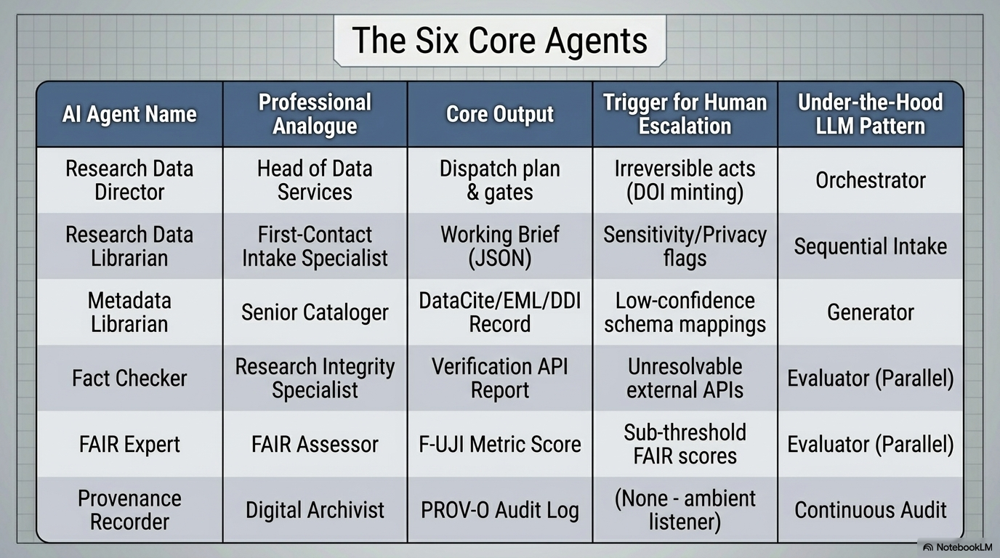 The Six Core Agents
AI Agent Name
Professional
Analogue
Core Output
Trigger for Human
Escalation
Under-the-Hood
LLM Pattern
Research Data
Director
Head of Data
Services
Dispatch plan
& gates
Irreversible acts
(DOI minting)
Orchestrator
Research Data
Librarian
First-Contact
Intake Specialist
Working Brief
(JSON)
Sensitivity/Privacy
flags
Sequential Intake
Metadata
Librarian
Senior Cataloger
DataCite/EML/DDI
Record
Low-confidence
schema mappings
Generator
Fact Checker
Research Integrity
Specialist
Verification API
Report
Unresolvable
external APIs
Evaluator (Parallel)
FAIR Expert
FAIR Assessor
F-UJI Metric Score
Sub-threshold
FAIR scores
Evaluator (Parallel)
Provenance
Recorder
Digital Archivist
PROV-O Audit Log
(None - ambient
listener)
Continuous Audit
NotebookLM